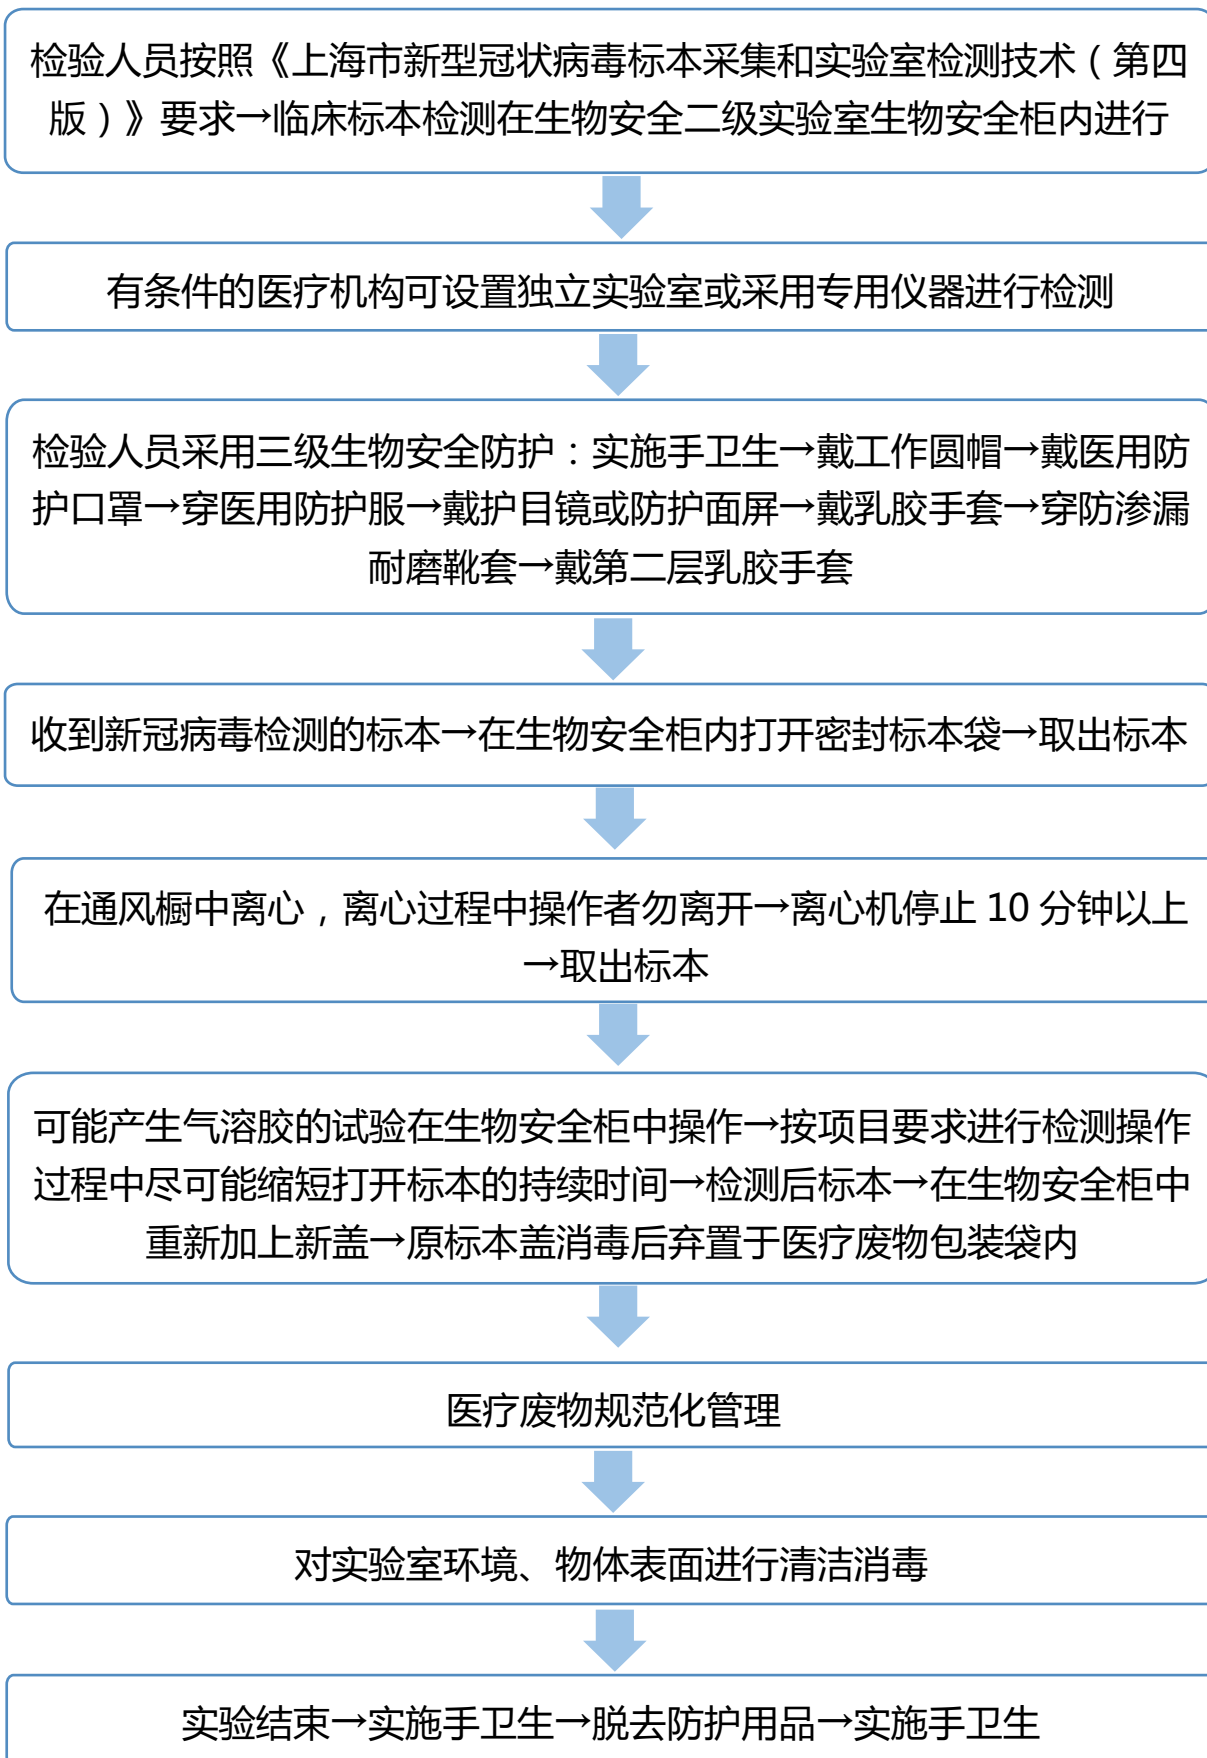 检验人员按照《上海市新型冠状病毒标本采集和实验室检测技术（第四
版）》要求→临床标本检测在生物安全二级实验室生物安全柜内进行
有条件的医疗机构可设置独立实验室或采用专用仪器进行检测
检验人员采用三级生物安全防护：实施手卫生→戴工作圆帽→戴医用防
护口罩→穿医用防护服→戴护目镜或防护面屏→戴乳胶手套→穿防渗漏
耐磨靴套→戴第二层乳胶手套
收到新冠病毒检测的标本→在生物安全柜内打开密封标本袋→取出标本
在通风橱中离心，离心过程中操作者勿离开→离心机停止 10 分钟以上
→取出标本
可能产生气溶胶的试验在生物安全柜中操作→按项目要求进行检测操作
过程中尽可能缩短打开标本的持续时间→检测后标本→在生物安全柜中
重新加上新盖→原标本盖消毒后弃置于医疗废物包装袋内
医疗废物规范化管理
对实验室环境、物体表面进行清洁消毒
实验结束→实施手卫生→脱去防护用品→实施手卫生